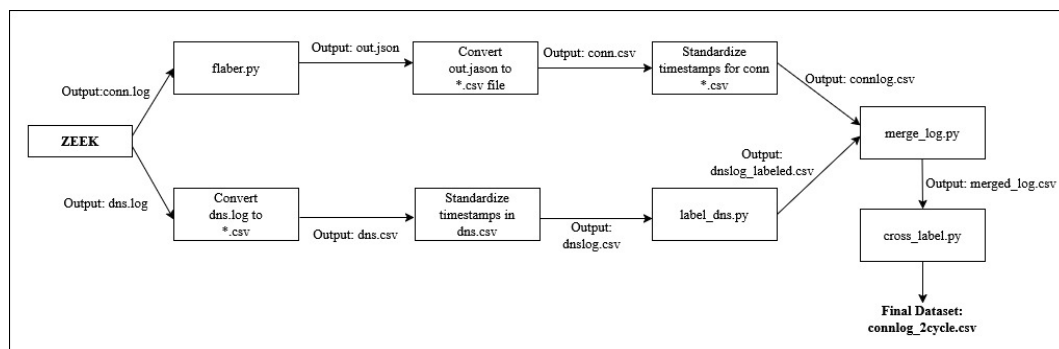 Output:conn.log
flaber.py
Output: out.json
Convert
out.jason to
*.csv file
Output: conn.csv
Standardize
timestamps for conn
*.csv
Output: connlog.csv
ZEEK
Output: dns.log
Convert
dns.log to
*.csv
Output: dns.csv
Standardize
timestamps in
dns.csv
Output:
dnslog.csv
label_dns.py
Output:
dnslog_labeled.csv
merge_log.py
Output: merged_log.csv
cross_label.py
Final Dataset:
connlog_2cycle.csv